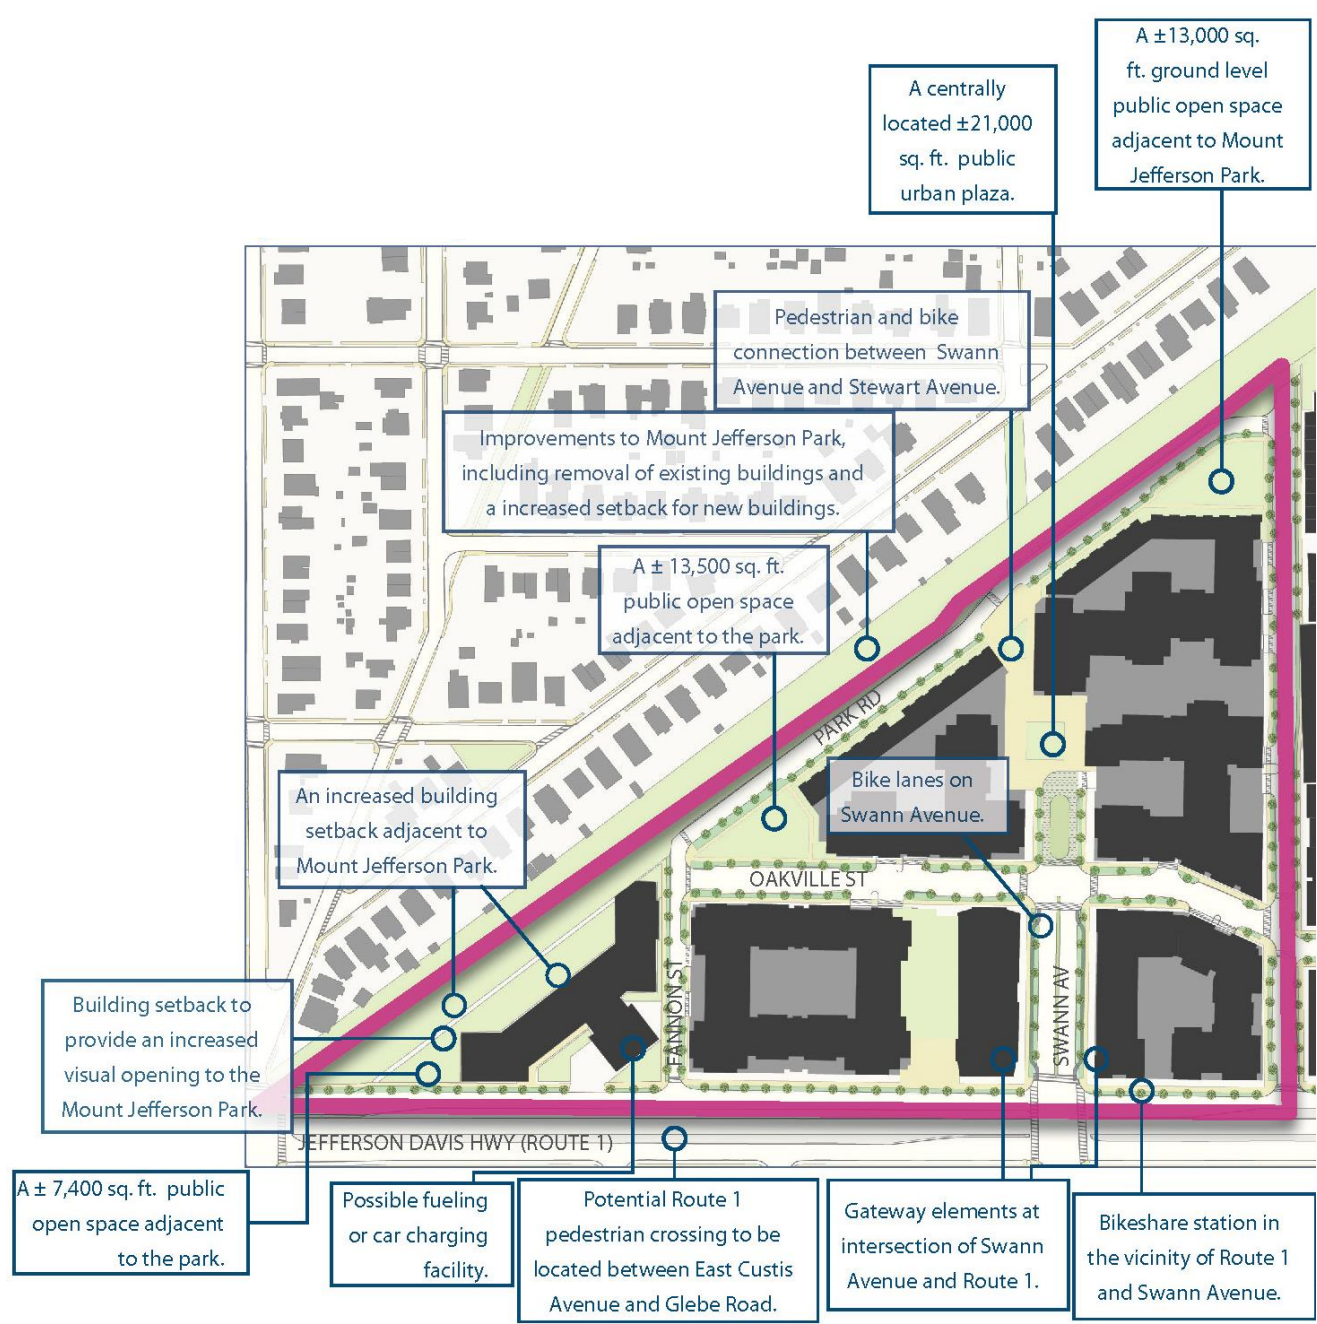 A ±13,000 sq.
ft. ground level
public open space
adjacent to Mount
Jefferson Park.
A centrally
located ±21,000
sq. ft. public
urban plaza.
Pedestrian and bike
connection between Swann
Avenue and Stewart Avenue.
Improvements to Mount Jefferson Park,
including removal of existing buildings and
a increased setback for new buildings.
A ± 13,500 sq. ft.
public open space
adjacent to the park.
PARK RD
Bike lanes on
Swann Avenue.
An increased building
setback adjacent to
Mount Jefferson Park.
OAKVILLE ST
FANNON ST
SWANN AV
Building setback to
provide an increased
visual opening to the
Mount Jefferson Park.
JEFFERSON DAVIS HWY (ROUTE 1)
A ± 7,400 sq. ft. public
open space adjacent
to the park.
Possible fueling
or car charging
facility.
Potential Route 1
pedestrian crossing to be
located between East Custis
Avenue and Glebe Road.
Gateway elements at
intersection of Swann
Avenue and Route 1.
Bikeshare station in
the vicinity of Route 1
and Swann Avenue.